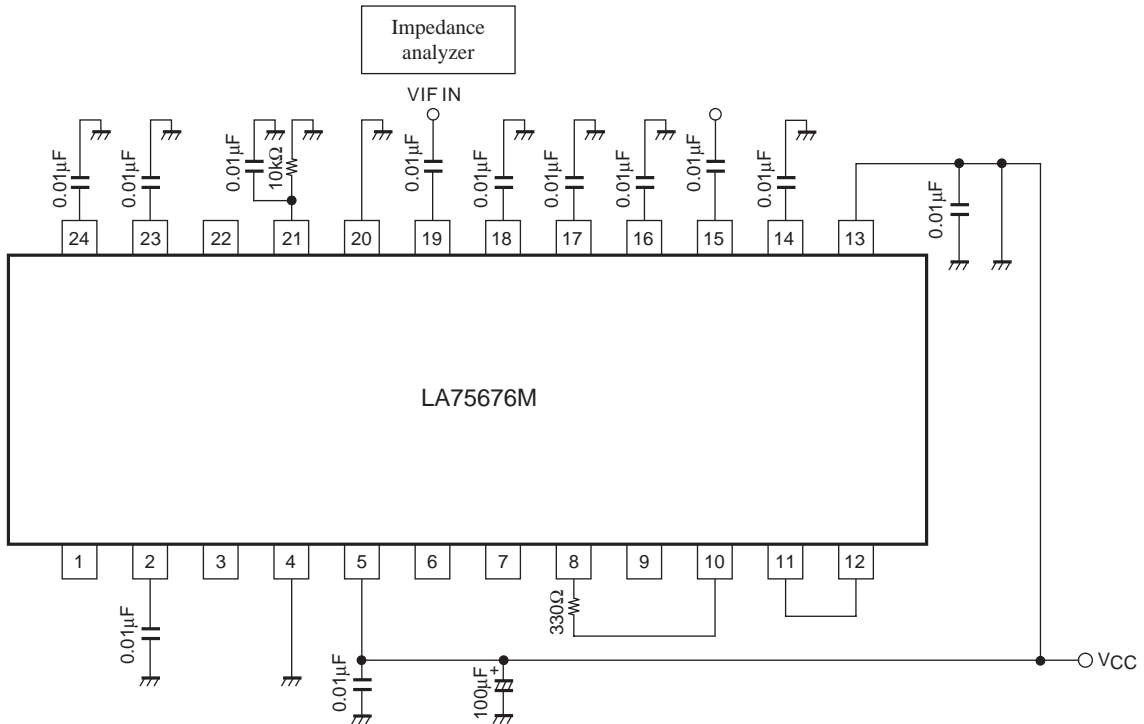 Impedance
analyzer
VIF IN
0.01µF
0.01µF
0.01µF
10kΩ
0.01µF
0.01µF
0.01µF
0.01µF
0.01µF
0.01µF
0.01µF
24 23 22 21 20 19 18 17 16 15 14 13
LA75676M
1 2 3 4 5 6 7 8 9 10 11 12
0.01µF
330Ω
0.01µF
100µF
+
VCC